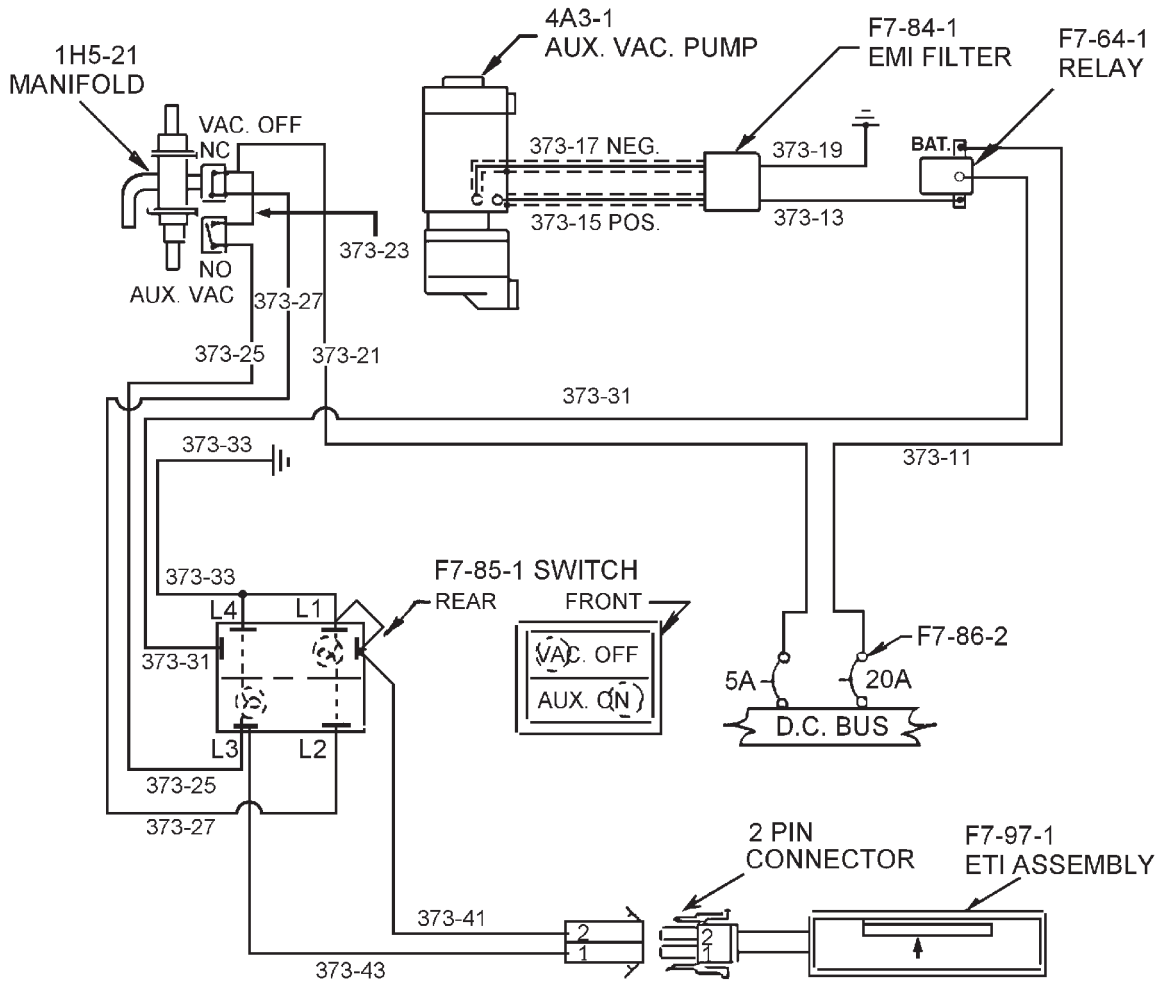 4A3-1
AUX. VAC. PUMP
F7-84-1
EMI FILTER
F7-64-1
RELAY
1H5-21
MANIFOLD
VAC. OFF
NC
373-17 NEG.
373-19
BAT.
373-15 POS.
373-13
373-23
NO
AUX. VAC
373-27
373-25
373-21
373-31
373-33
373-11
373-33
F7-85-1 SWITCH
REAR
FRONT
L4
L1
373-31
VAC. OFF
AUX. ON
F7-86-2
5A
20A
D.C. BUS
L3
L2
373-25
373-27
2 PIN
CONNECTOR
F7-97-1
ETI ASSEMBLY
373-41
2
1
2
1
373-43